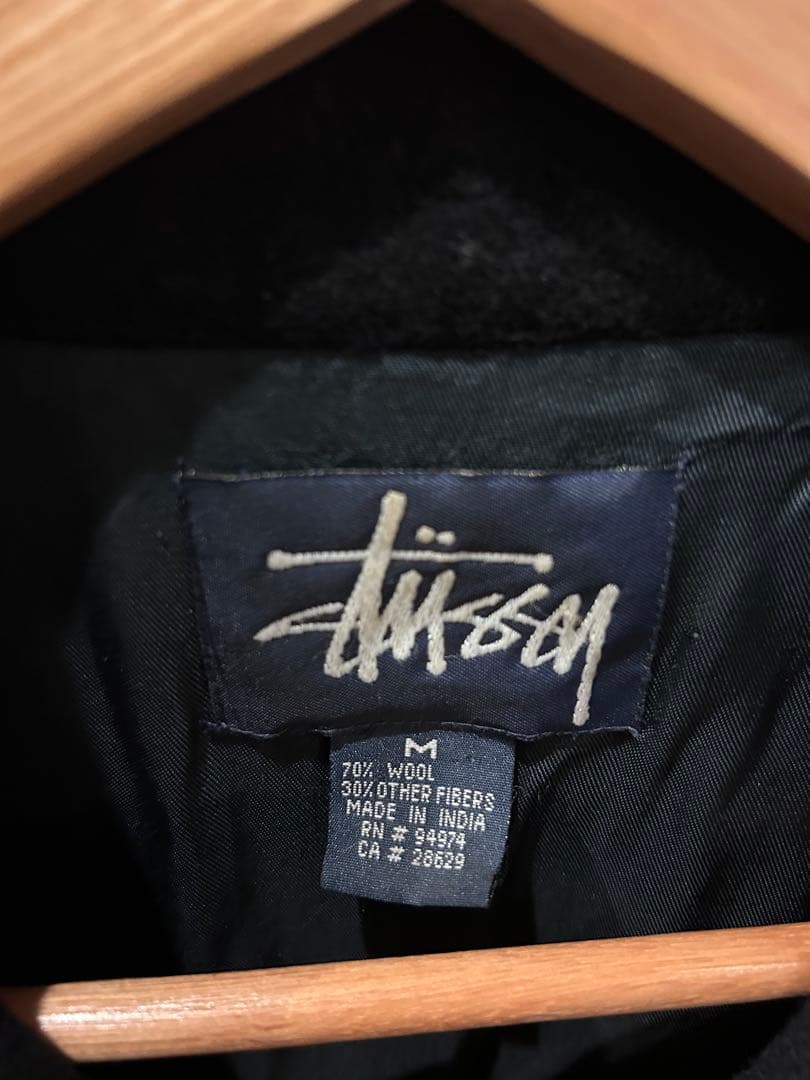 Stüssy
M
70% WOOL
30% OTHER FIBERS
MADE IN INDIA
RN # 94974
CA # 28629